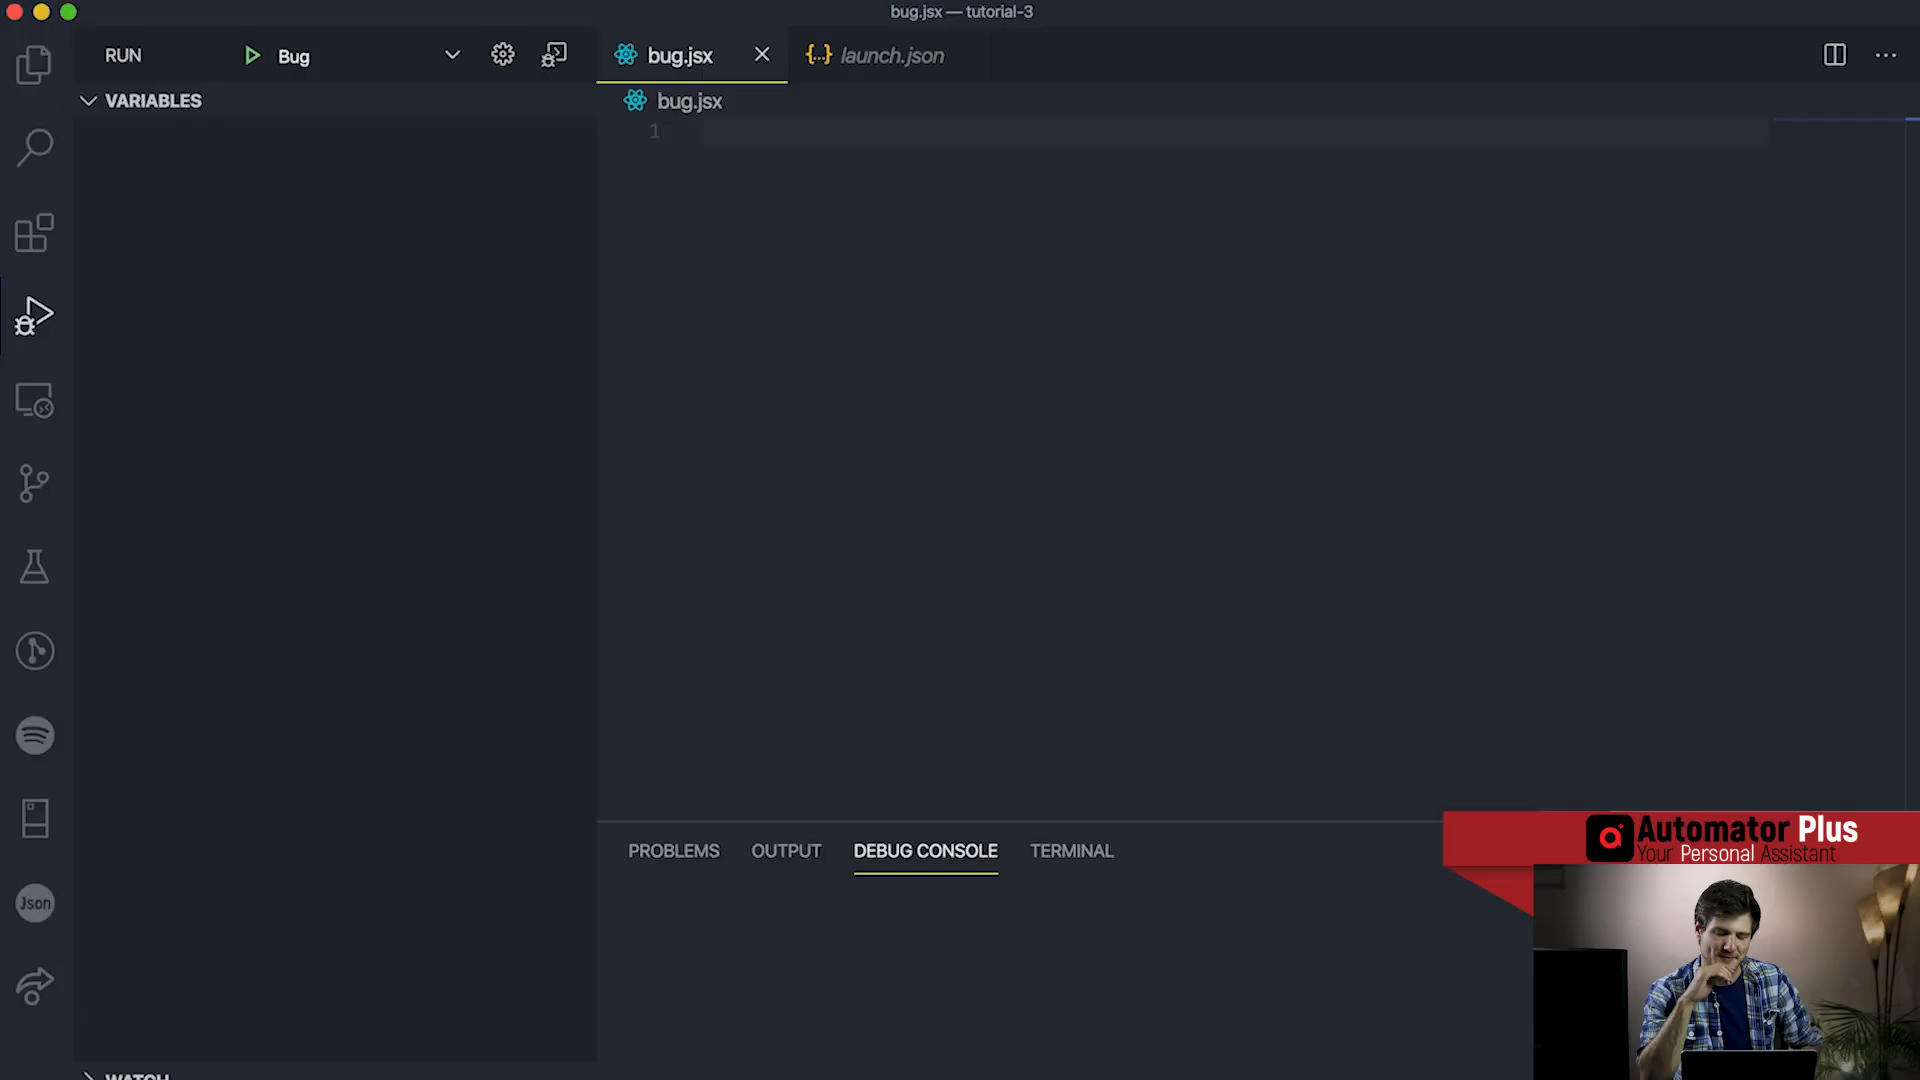 bug.jsx — tutorial-3
RUN
Bug
bug.jsx
{..} launch.json
VARIABLES
bug.jsx
1
PROBLEMS
OUTPUT
DEBUG CONSOLE
TERMINAL
Automator Plus
Your Personal Assistant
Json
WATCH